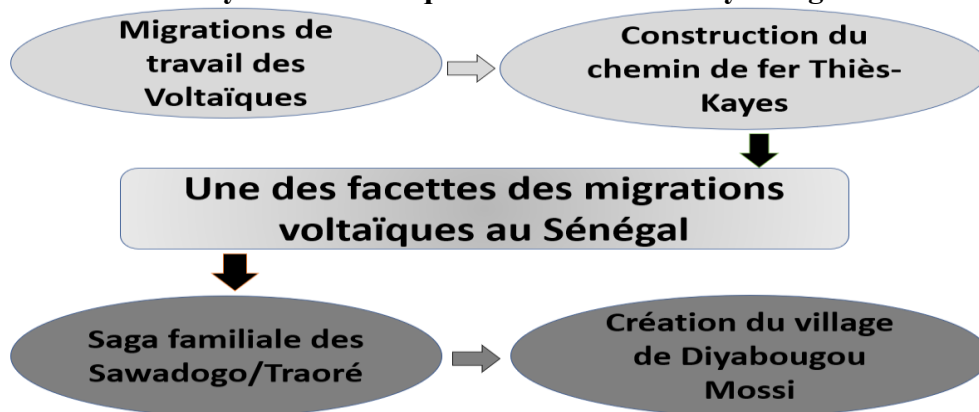 Migrations de
travail des
Voltaïques
Construction du
chemin de fer Thiès-
Kayes
Une des facettes des migrations
voltaïques au Sénégal
Saga familiale des
Sawadogo/Traoré
Création du village
de Diyabougou
Mossi